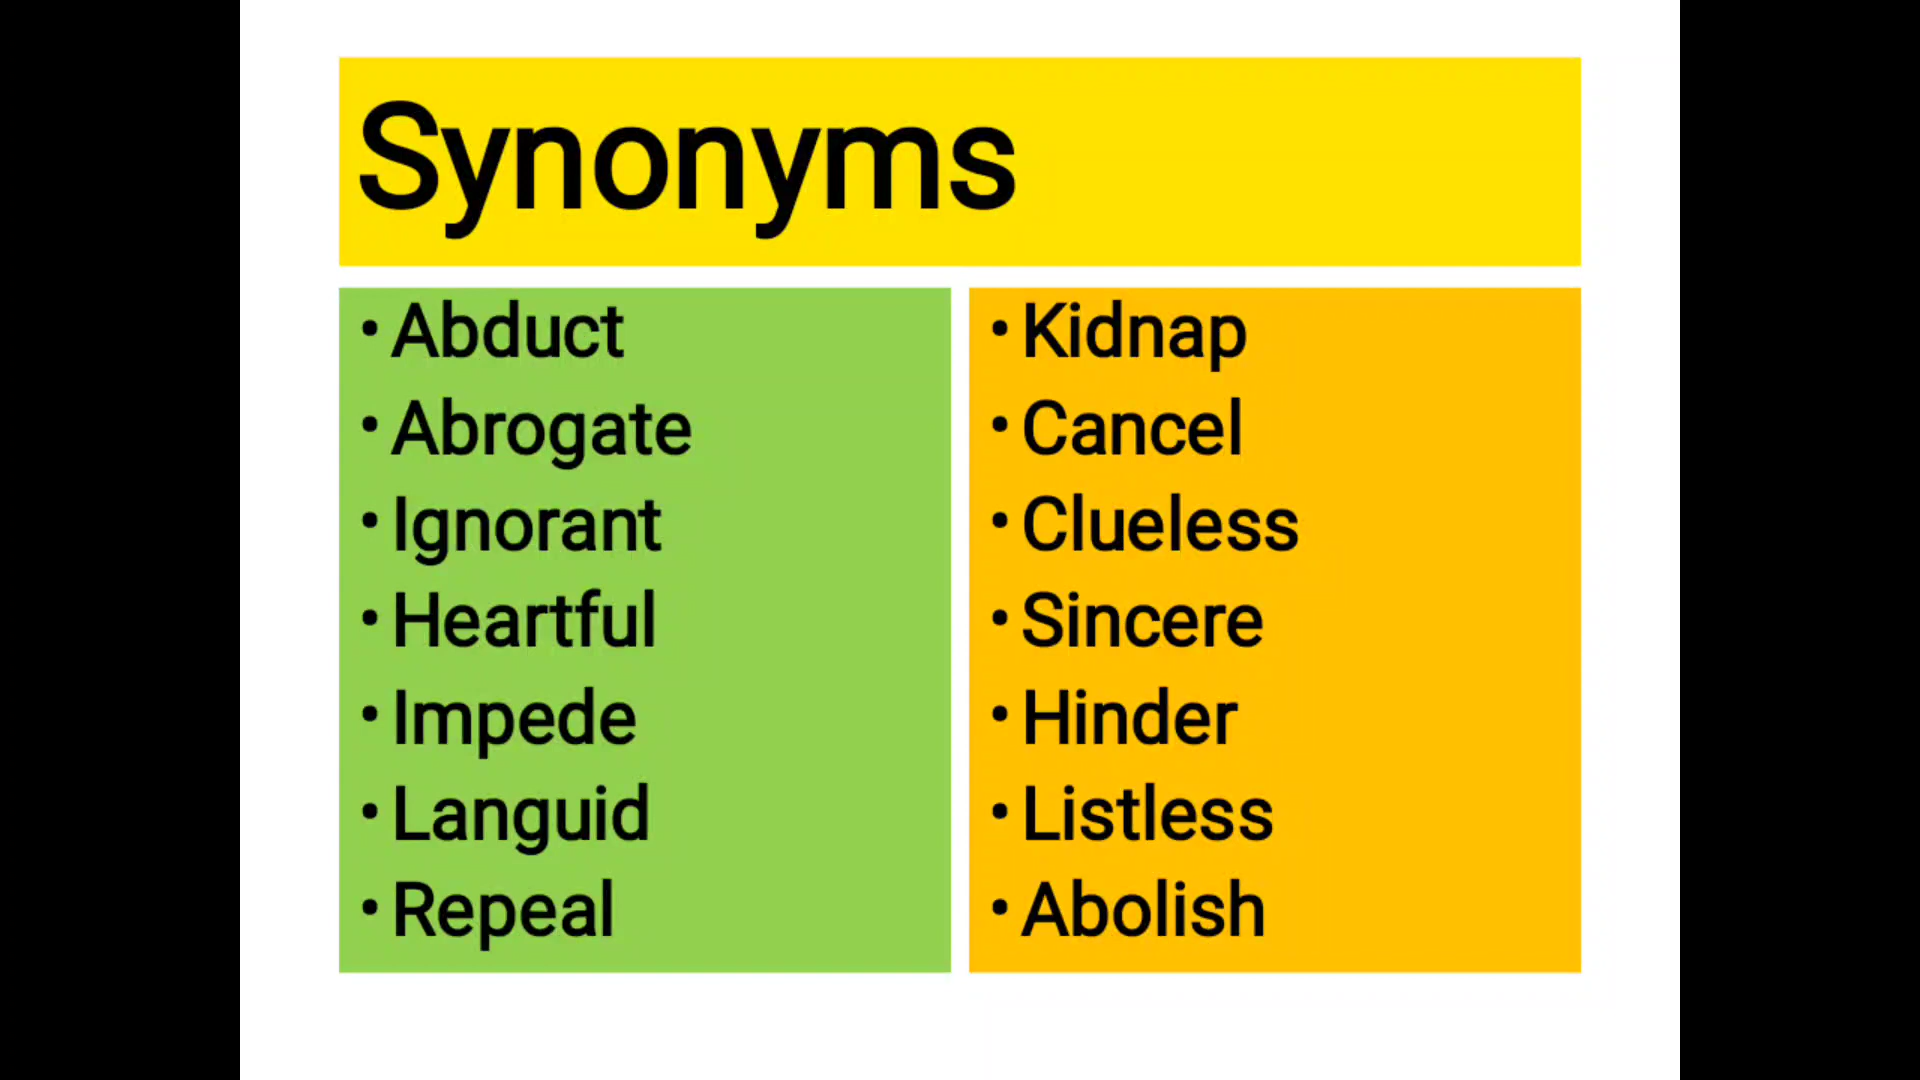 Synonyms
• Abduct
• Abrogate
• Ignorant
• Heartful
• Impede
• Languid
• Repeal
• Kidnap
• Cancel
• Clueless
• Sincere
• Hinder
• Listless
• Abolish